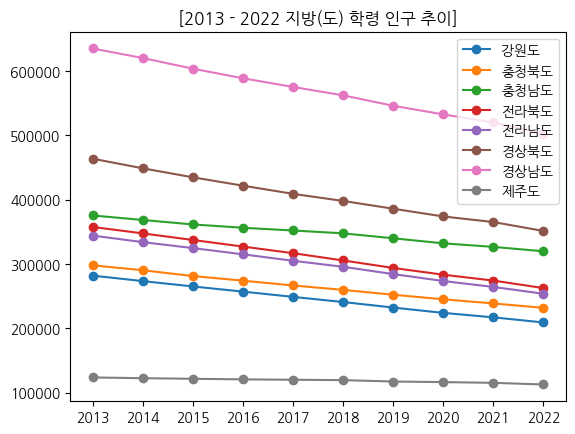 [2013 - 2022 지방(도) 학령 인구 추이]
600000
500000
400000
300000
200000
100000
강원도
충청북도
충청남도
전라북도
전라남도
경상북도
경상남도
제주도
2013 2014 2015 2016 2017 2018 2019 2020 2021 2022